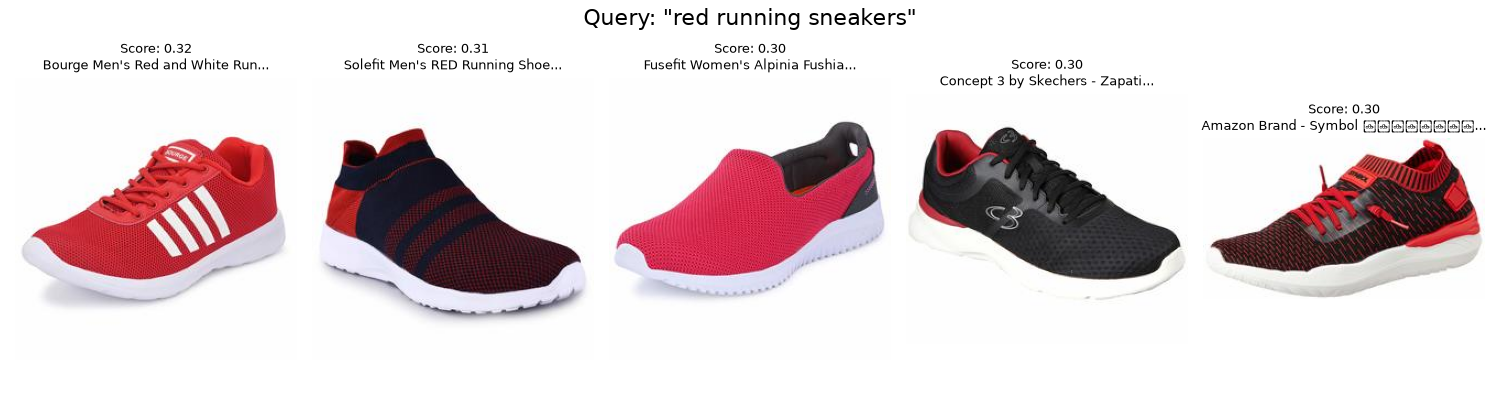 Query: "red running sneakers"
Score: 0.32
Bourge Men's Red and White Run...
Score: 0.31
Solefit Men's RED Running Shoe...
Score: 0.30
Fusefit Women's Alpinia Fushia...
Score: 0.30
Concept 3 by Skechers - Zapati...
Score: 0.30
Amazon Brand - Symbol ...